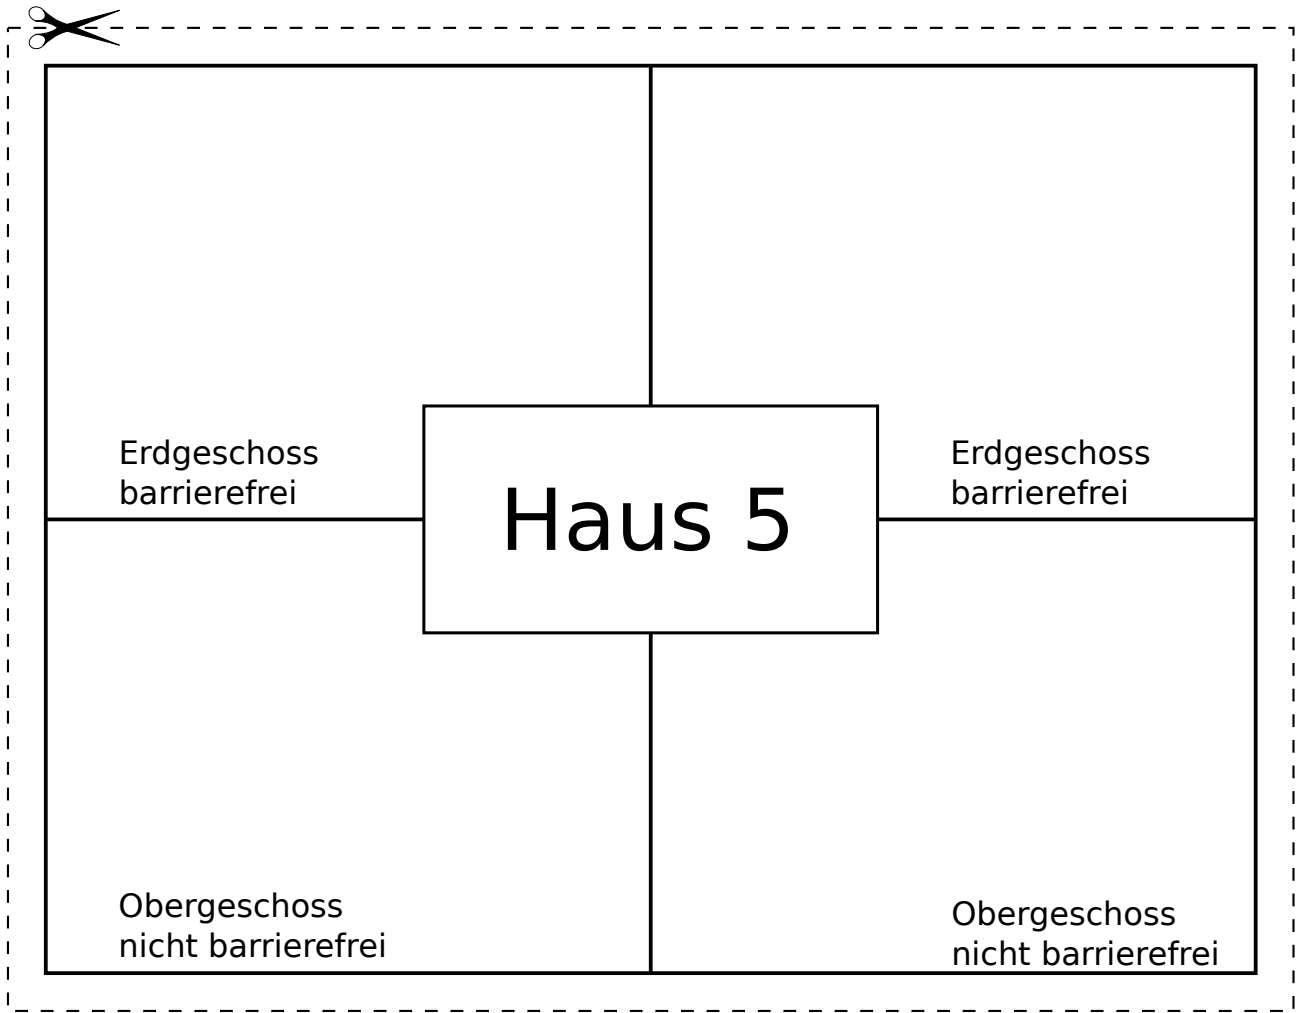 Erdgeschoss
barrierefrei
Erdgeschoss
barrierefrei
Haus 5
Obergeschoss
nicht barrierefrei
Obergeschoss
nicht barrierefrei